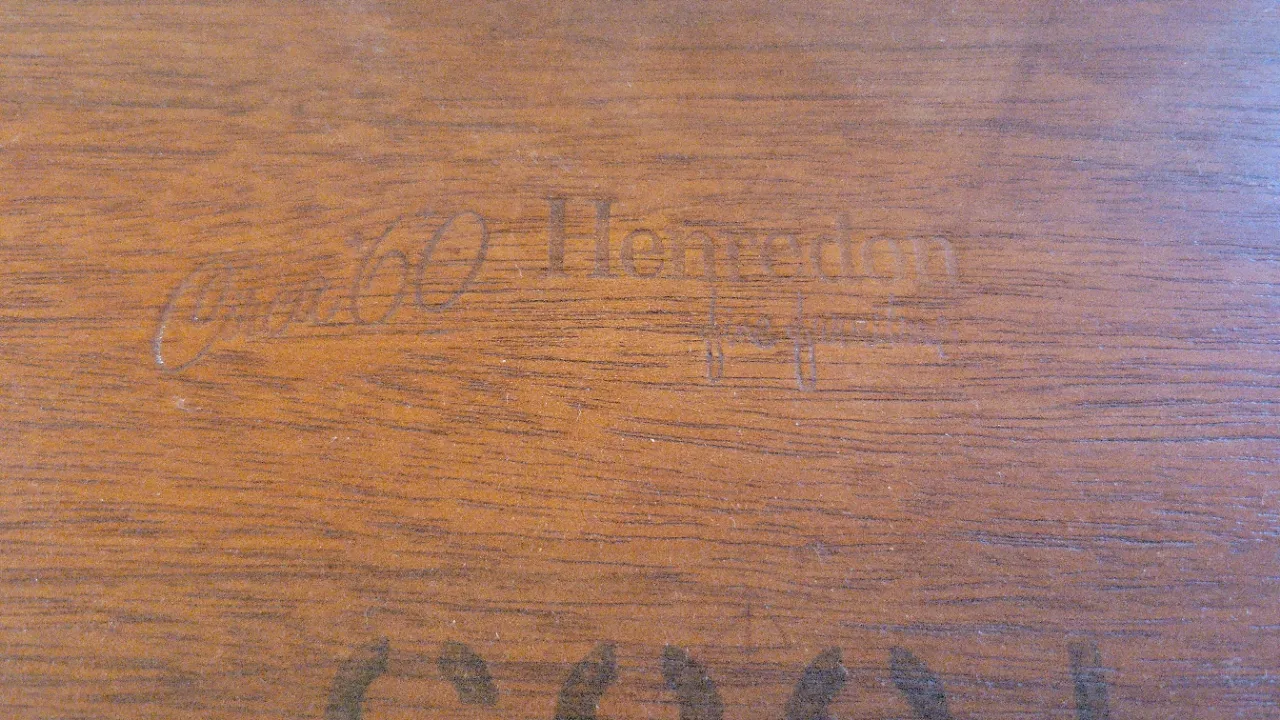 Circa '60 Henredon
fine furniture